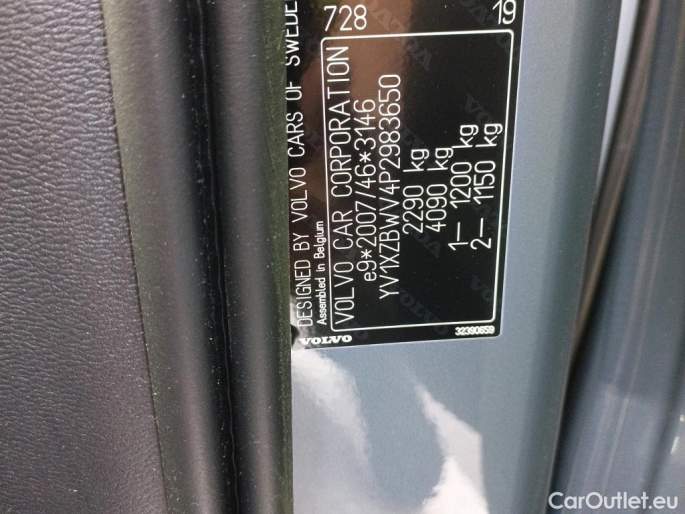 DESIGNED BY VOLVO CARS OF SWEDE
Assembled in Belgium
VOLVO CAR CORPORATION
e9*2007/46*3146
YV1XZBWV4P2983650
2290 kg
4090 kg
1– 1200 kg
2– 1150 kg
728
19
VOLVO
32390659
CarOutlet.eu